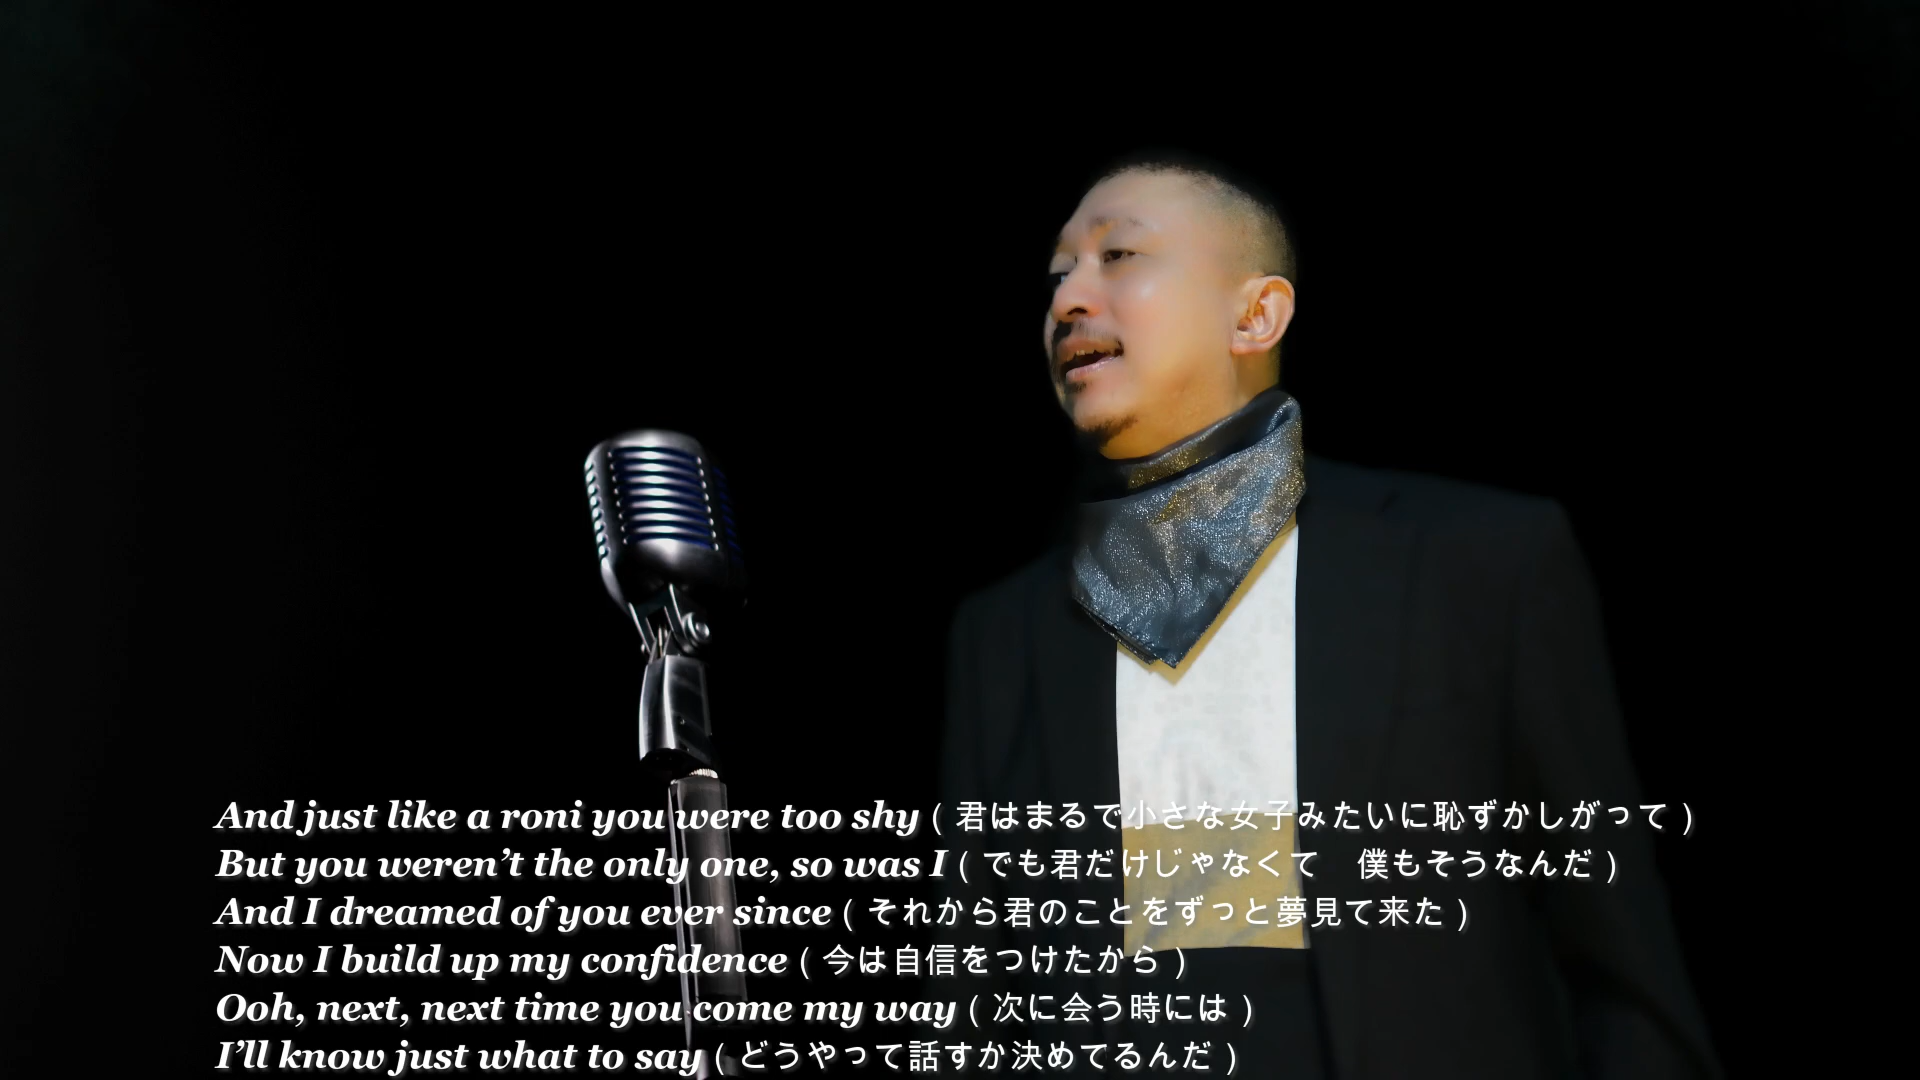 And just like a roni you were too shy ( 君はまるで小さな女子みたいに恥ずかしがって )
But you weren’t the only one, so was I ( でも君だけじゃなくて　僕もそうなんだ )
And I dreamed of you ever since ( それから君のことをずっと夢見て来た )
Now I build up my confidence ( 今は自信をつけたから )
Ooh, next, next time you come my way ( 次に会う時には )
I’ll know just what to say ( どうやって話すか決めてるんだ )